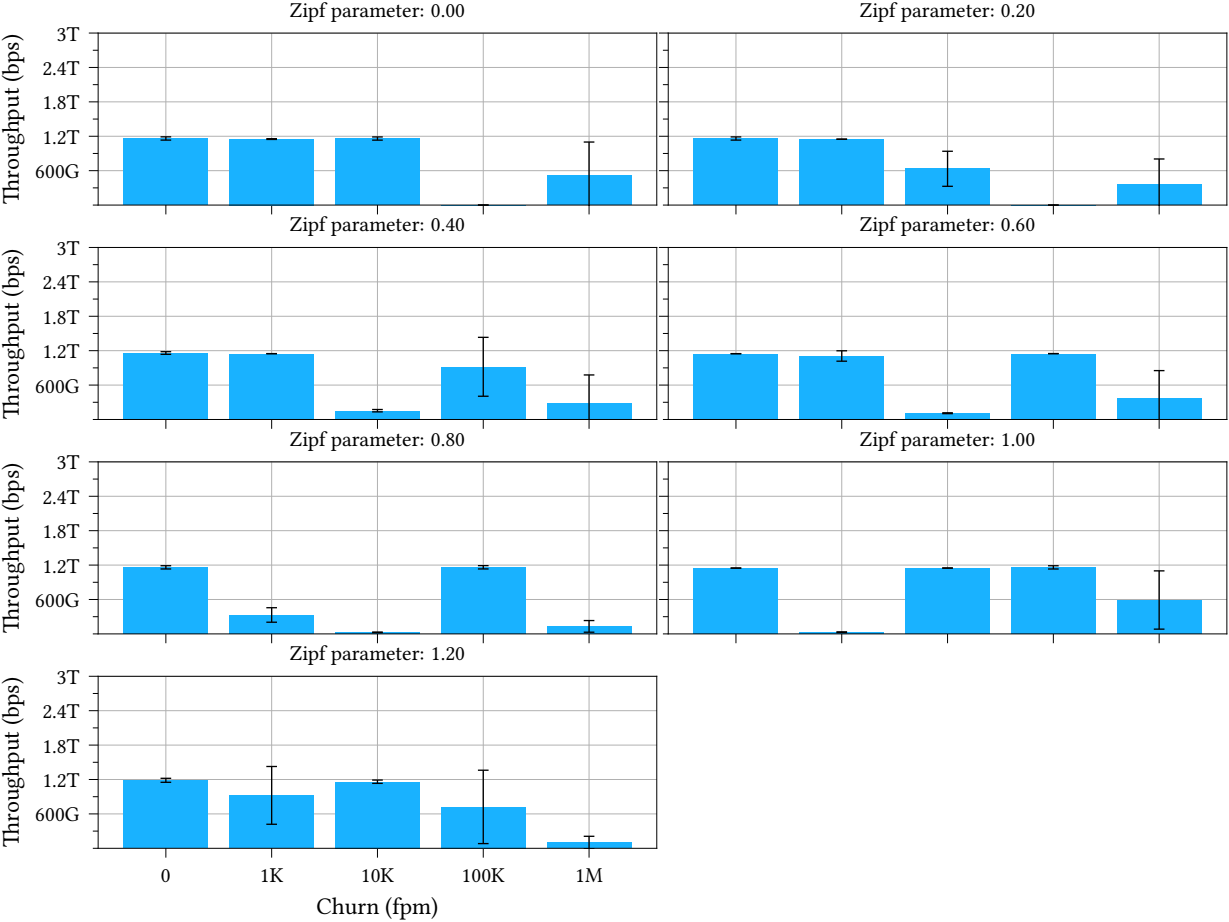 Zipf parameter: 0.00
Zipf parameter: 0.20
Throughput (bps)
3T
2.4T
1.8T
1.2T
600G
Zipf parameter: 0.40
Zipf parameter: 0.60
Throughput (bps)
3T
2.4T
1.8T
1.2T
600G
Zipf parameter: 0.80
Zipf parameter: 1.00
Throughput (bps)
3T
2.4T
1.8T
1.2T
600G
Zipf parameter: 1.20
Throughput (bps)
3T
2.4T
1.8T
1.2T
600G
0 1K 10K 100K 1M
Churn (fpm)